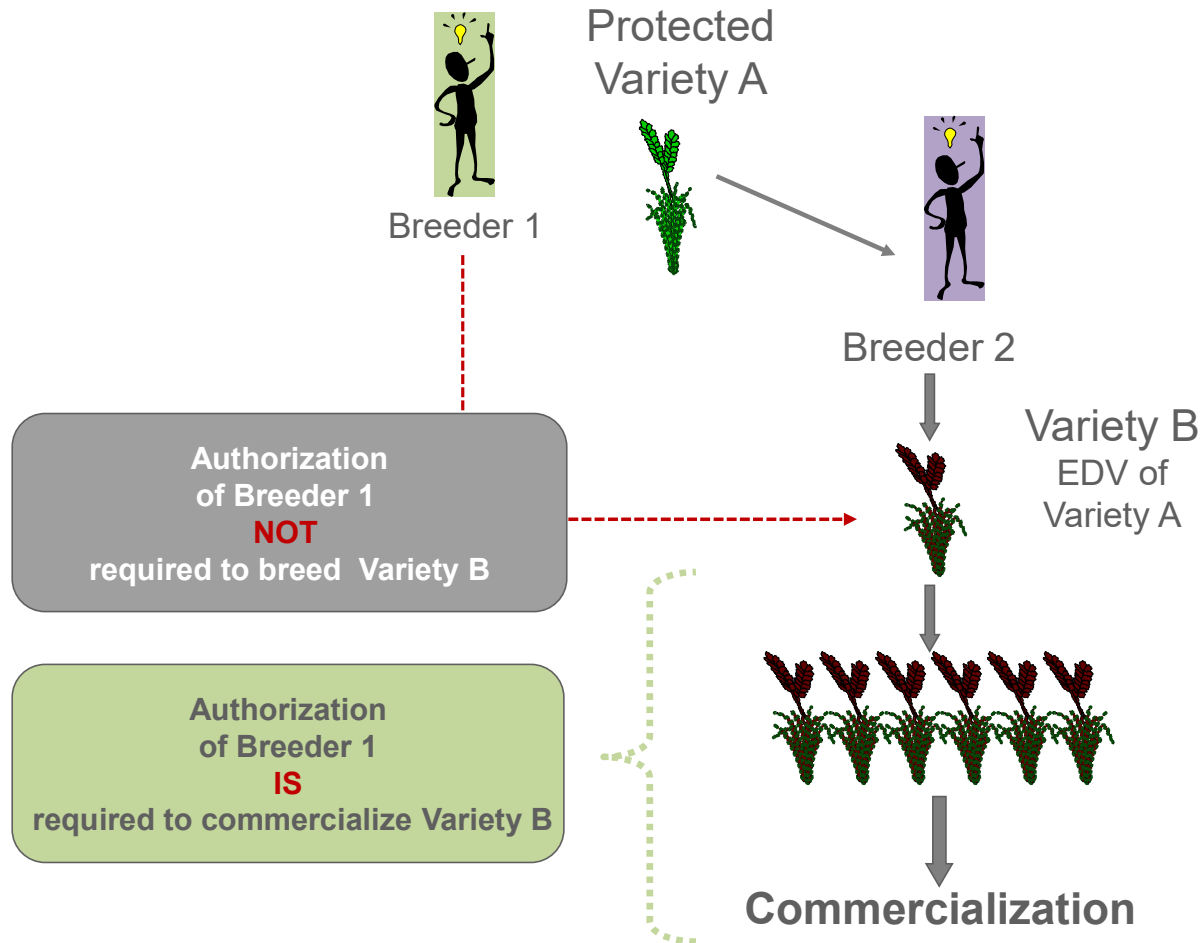 Protected
Variety A
Breeder 1
Breeder 2
Variety B
EDV of
Variety A
Authorization
of Breeder 1
NOT
required to breed Variety B
Authorization
of Breeder 1
IS
required to commercialize Variety B
Commercialization